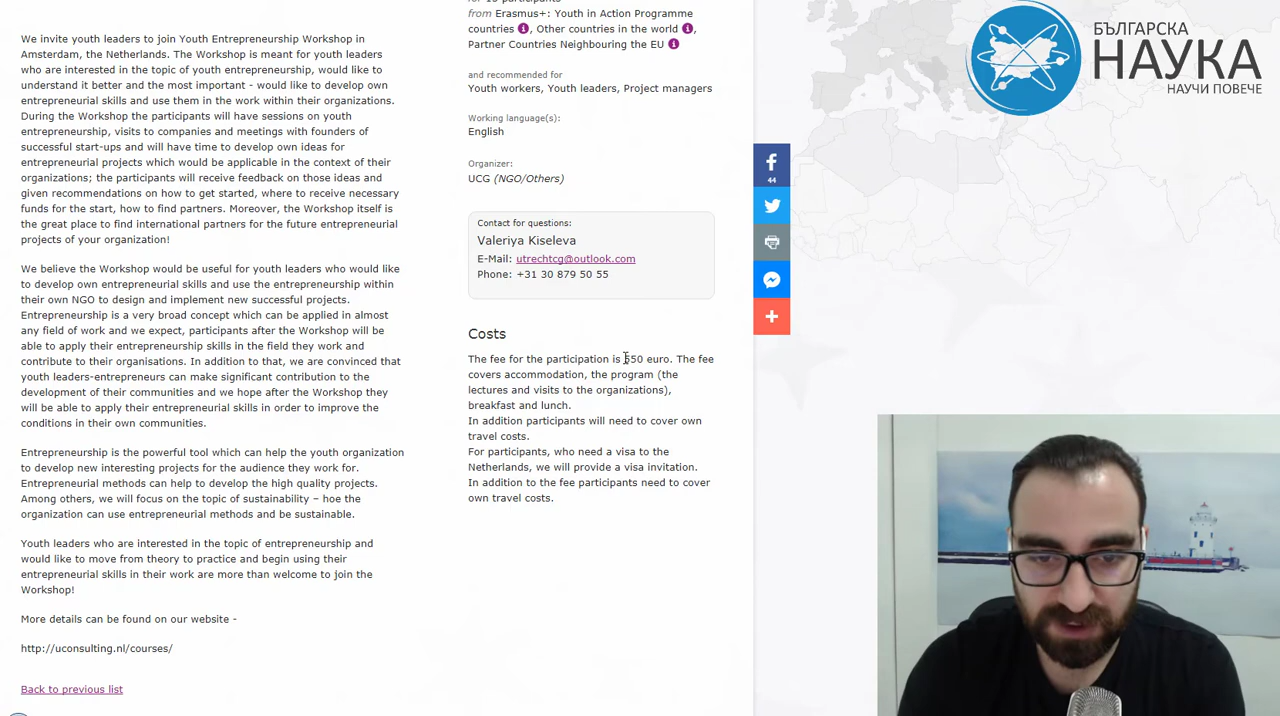 We invite youth leaders to join Youth Entrepreneurship Workshop in
Amsterdam, the Netherlands. The Workshop is meant for youth leaders
who are interested in the topic of youth entrepreneurship, would like to
understand it better and the most important - would like to develop own
entrepreneurial skills and use them in the work within their organizations.
During the Workshop the participants will have sessions on youth
entrepreneurship, visits to companies and meetings with founders of
successful start-ups and will have time to develop own ideas for
entrepreneurial projects which would be applicable in the context of their
organizations; the participants will receive feedback on those ideas and
given recommendations on how to get started, where to receive necessary
funds for the start, how to find partners. Moreover, the Workshop itself is
the great place to find international partners for the future entrepreneurial
projects of your organization!
We believe the Workshop would be useful for youth leaders who would like
to develop own entrepreneurial skills and use the entrepreneurship within
their own NGO to design and implement new successful projects.
Entrepreneurship is a very broad concept which can be applied in almost
any field of work and we expect, participants after the Workshop will be
able to apply their entrepreneurship skills in the field they work and
contribute to their organisations. In addition to that, we are convinced that
youth leaders-entrepreneurs can make significant contribution to the
development of their communities and we hope after the Workshop they
will be able to apply their entrepreneurial skills in order to improve the
conditions in their own communities.
Entrepreneurship is the powerful tool which can help the youth organization
to develop new interesting projects for the audience they work for.
Entrepreneurial methods can help to develop the high quality projects.
Among others, we will focus on the topic of sustainability – hoe the
organization can use entrepreneurial methods and be sustainable.
Youth leaders who are interested in the topic of entrepreneurship and
would like to move from theory to practice and begin using their
entrepreneurial skills in their work are more than welcome to join the
Workshop!
More details can be found on our website -
http://uconsulting.nl/courses/
Back to previous list
for 15 participants
from Erasmus+: Youth in Action Programme
countries i, Other countries in the world i,
Partner Countries Neighbouring the EU i
and recommended for
Youth workers, Youth leaders, Project managers
Working language(s):
English
Organizer:
UCG (NGO/Others)
Contact for questions:
Valeriya Kiseleva
E-Mail: utrechtcg@outlook.com
Phone: +31 30 879 50 55
Costs
The fee for the participation is 550 euro. The fee
covers accommodation, the program (the
lectures and visits to the organizations),
breakfast and lunch.
In addition participants will need to cover own
travel costs.
For participants, who need a visa to the
Netherlands, we will provide a visa invitation.
In addition to the fee participants need to cover
own travel costs.
44
БЪЛГАРСКА
НАУКА
НАУЧИ ПОВЕЧЕ